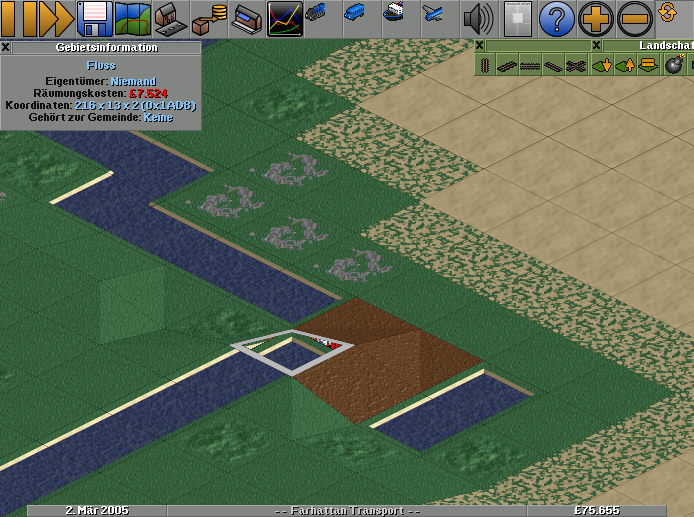 Gebietsinformation
Landschaf
Fluss
Eigentümer: Niemand
Räumungskosten: £7.524
Koordinaten: 216 x 13 x 2 (0x1AD8)
Gehört zur Gemeinde: Keine
2. Mär 2005
-- Farhattan Transport --
£75.655